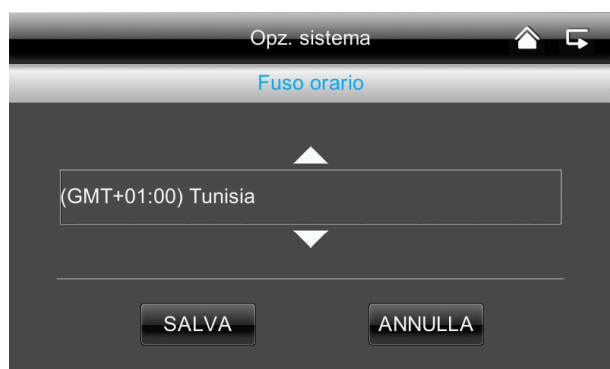 Opz. sistema
Fuso orario
(GMT+01:00) Tunisia
SALVA
ANNULLA